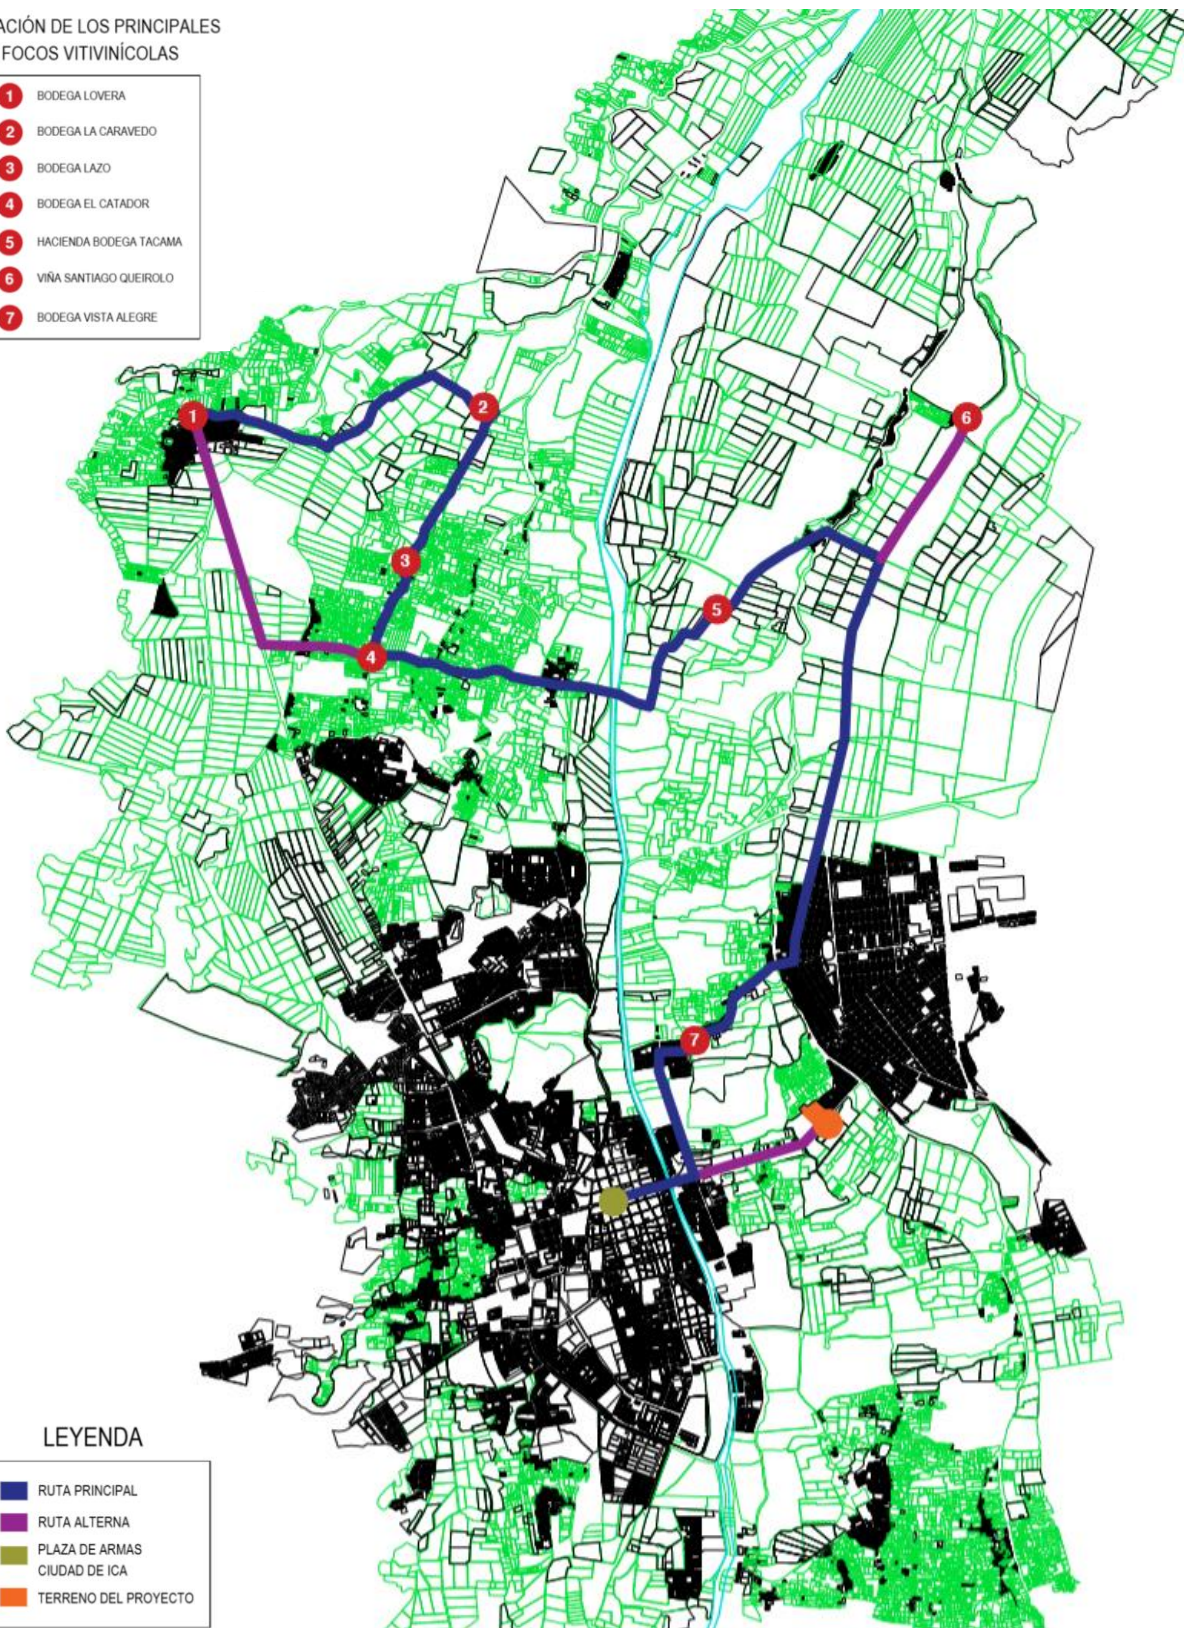 ACIÓN DE LOS PRINCIPALES
FOCOS VITIVINÍCOLAS
1 BODEGA LOVERA
2 BODEGA LA CARAVEDO
3 BODEGA LAZO
4 BODEGA EL CATADOR
5 HACIENDA BODEGA TACAMA
6 VIÑA SANTIAGO QUEIROLO
7 BODEGA VISTA ALEGRE
1
2
6
3
5
4
7
LEYENDA
RUTA PRINCIPAL
RUTA ALTERNA
PLAZA DE ARMAS
CIUDAD DE ICA
TERRENO DEL PROYECTO